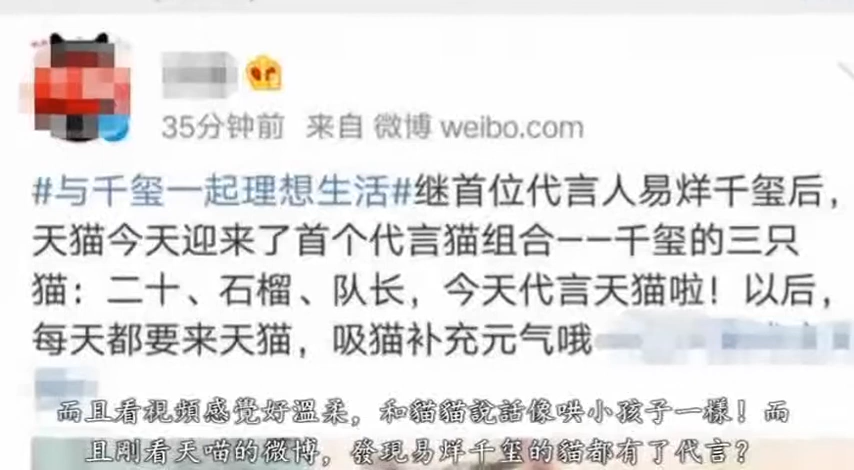 35分钟前 来自 微博 weibo.com
#与千玺一起理想生活#继首位代言人易烊千玺后，
天猫今天迎来了首个代言猫组合——千玺的三只
猫：二十、石榴、队长，今天代言天猫啦！以后，
每天都要来天猫，吸猫补充元气哦
而且看視頻感覺好溫柔，和貓貓說話像哄小孩子一樣！而
且剛看天喵的微博，發現易烊千璽的貓都有了代言？